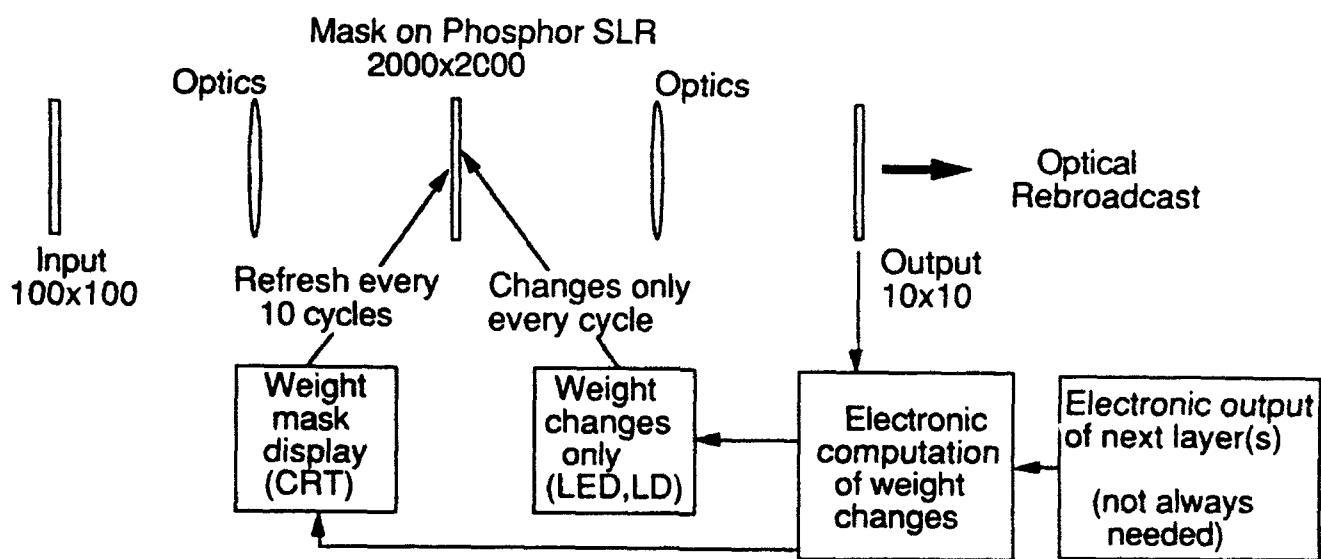 Mask on Phosphor SLR
2000x2000
Optics
Optics
Optical
Rebroadcast
Input
100x100
Refresh every
10 cycles
Changes only
every cycle
Output
10x10
Weight
mask
display
(CRT)
Weight
changes
only
(LED,LD)
Electronic
computation
of weight
changes
Electronic output
of next layer(s)
(not always
needed)